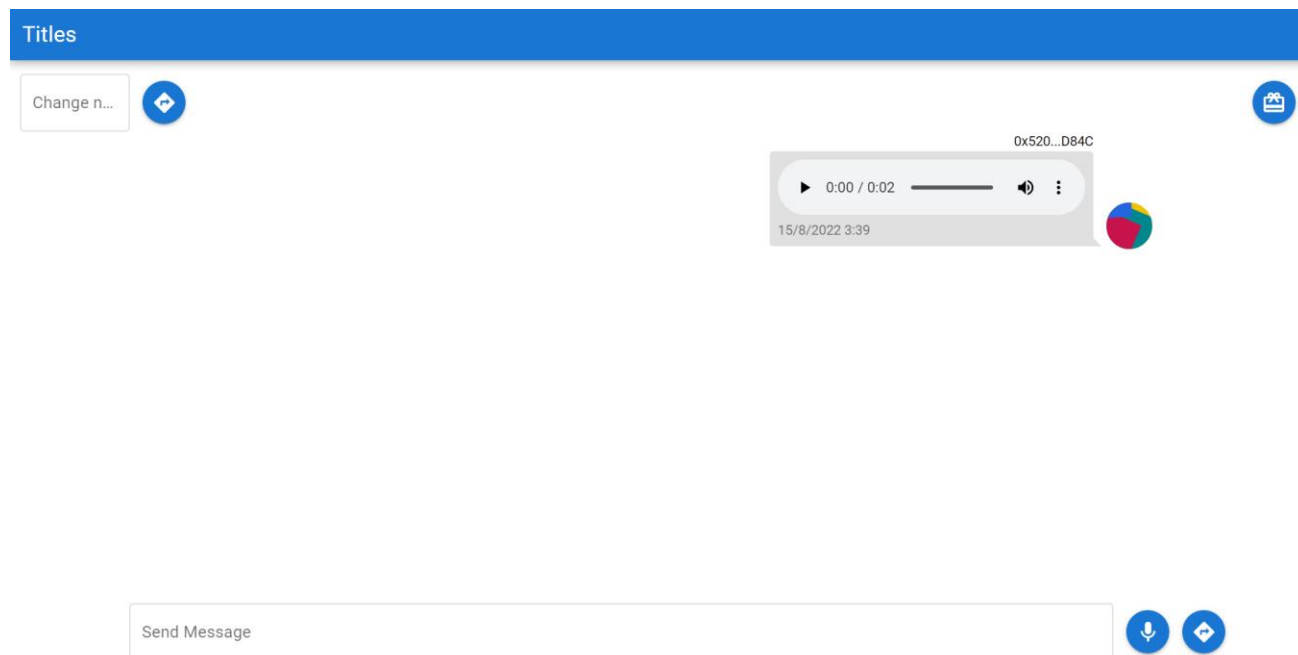 Titles
Change n...
0x520...D84C
0:00 / 0:02
15/8/2022 3:39
Send Message